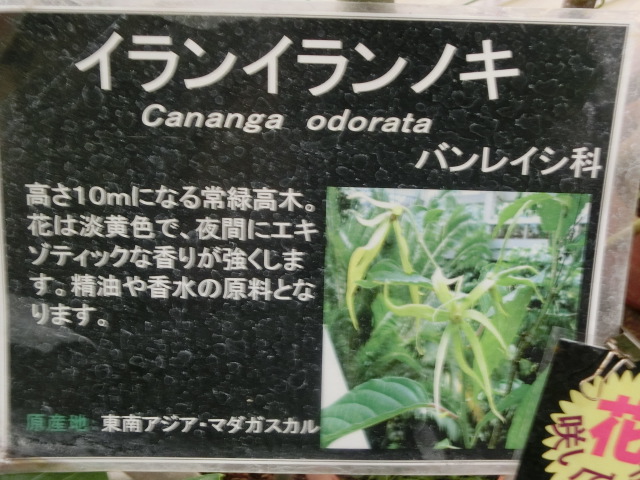 イランイランノキ
Cananga odorata
バンレイシ科
高さ10mになる常緑高木。
花は淡黄色で、夜間にエキ
ゾティックな香りが強くしま
す。精油や香水の原料とな
ります。
原産地 東南アジア・マダガスカル
花
咲い